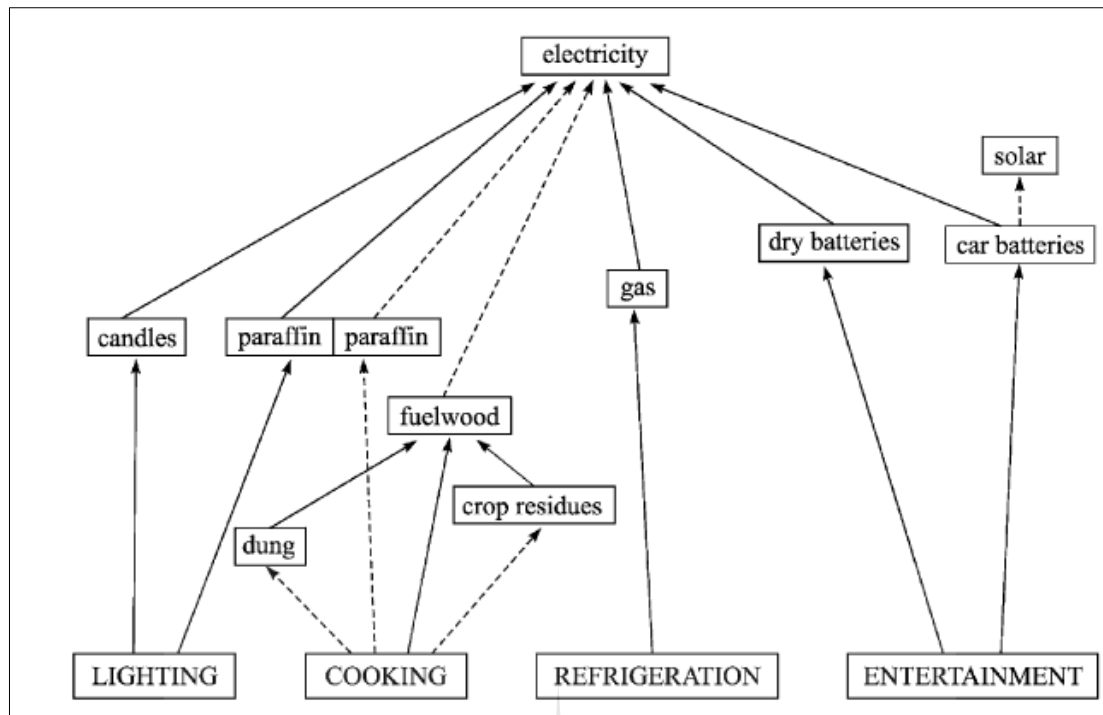 electricity
solar
dry batteries
car batteries
gas
candles
paraffin
paraffin
fuelwood
crop residues
dung
LIGHTING
COOKING
REFRIGERATION
ENTERTAINMENT